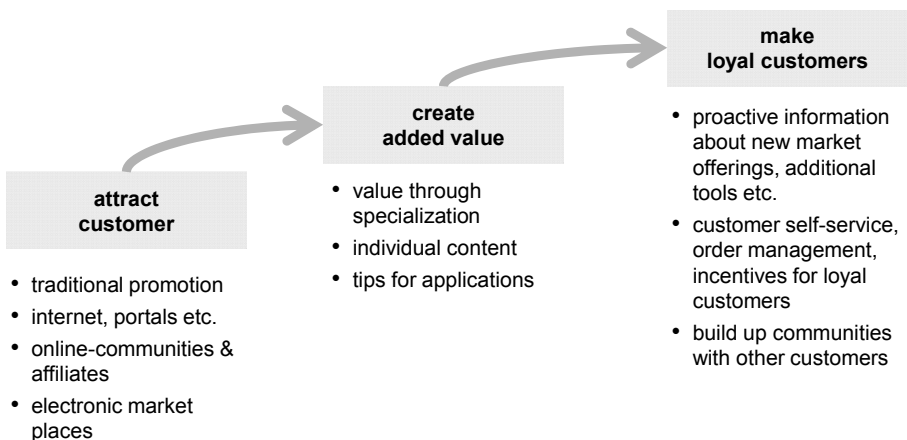 attract
customer
• traditional promotion
• internet, portals etc.
• online-communities &
affiliates
• electronic market
places
create
added value
• value through
specialization
• individual content
• tips for applications
make
loyal customers
• proactive information
about new market
offerings, additional
tools etc.
• customer self-service,
order management,
incentives for loyal
customers
• build up communities
with other customers